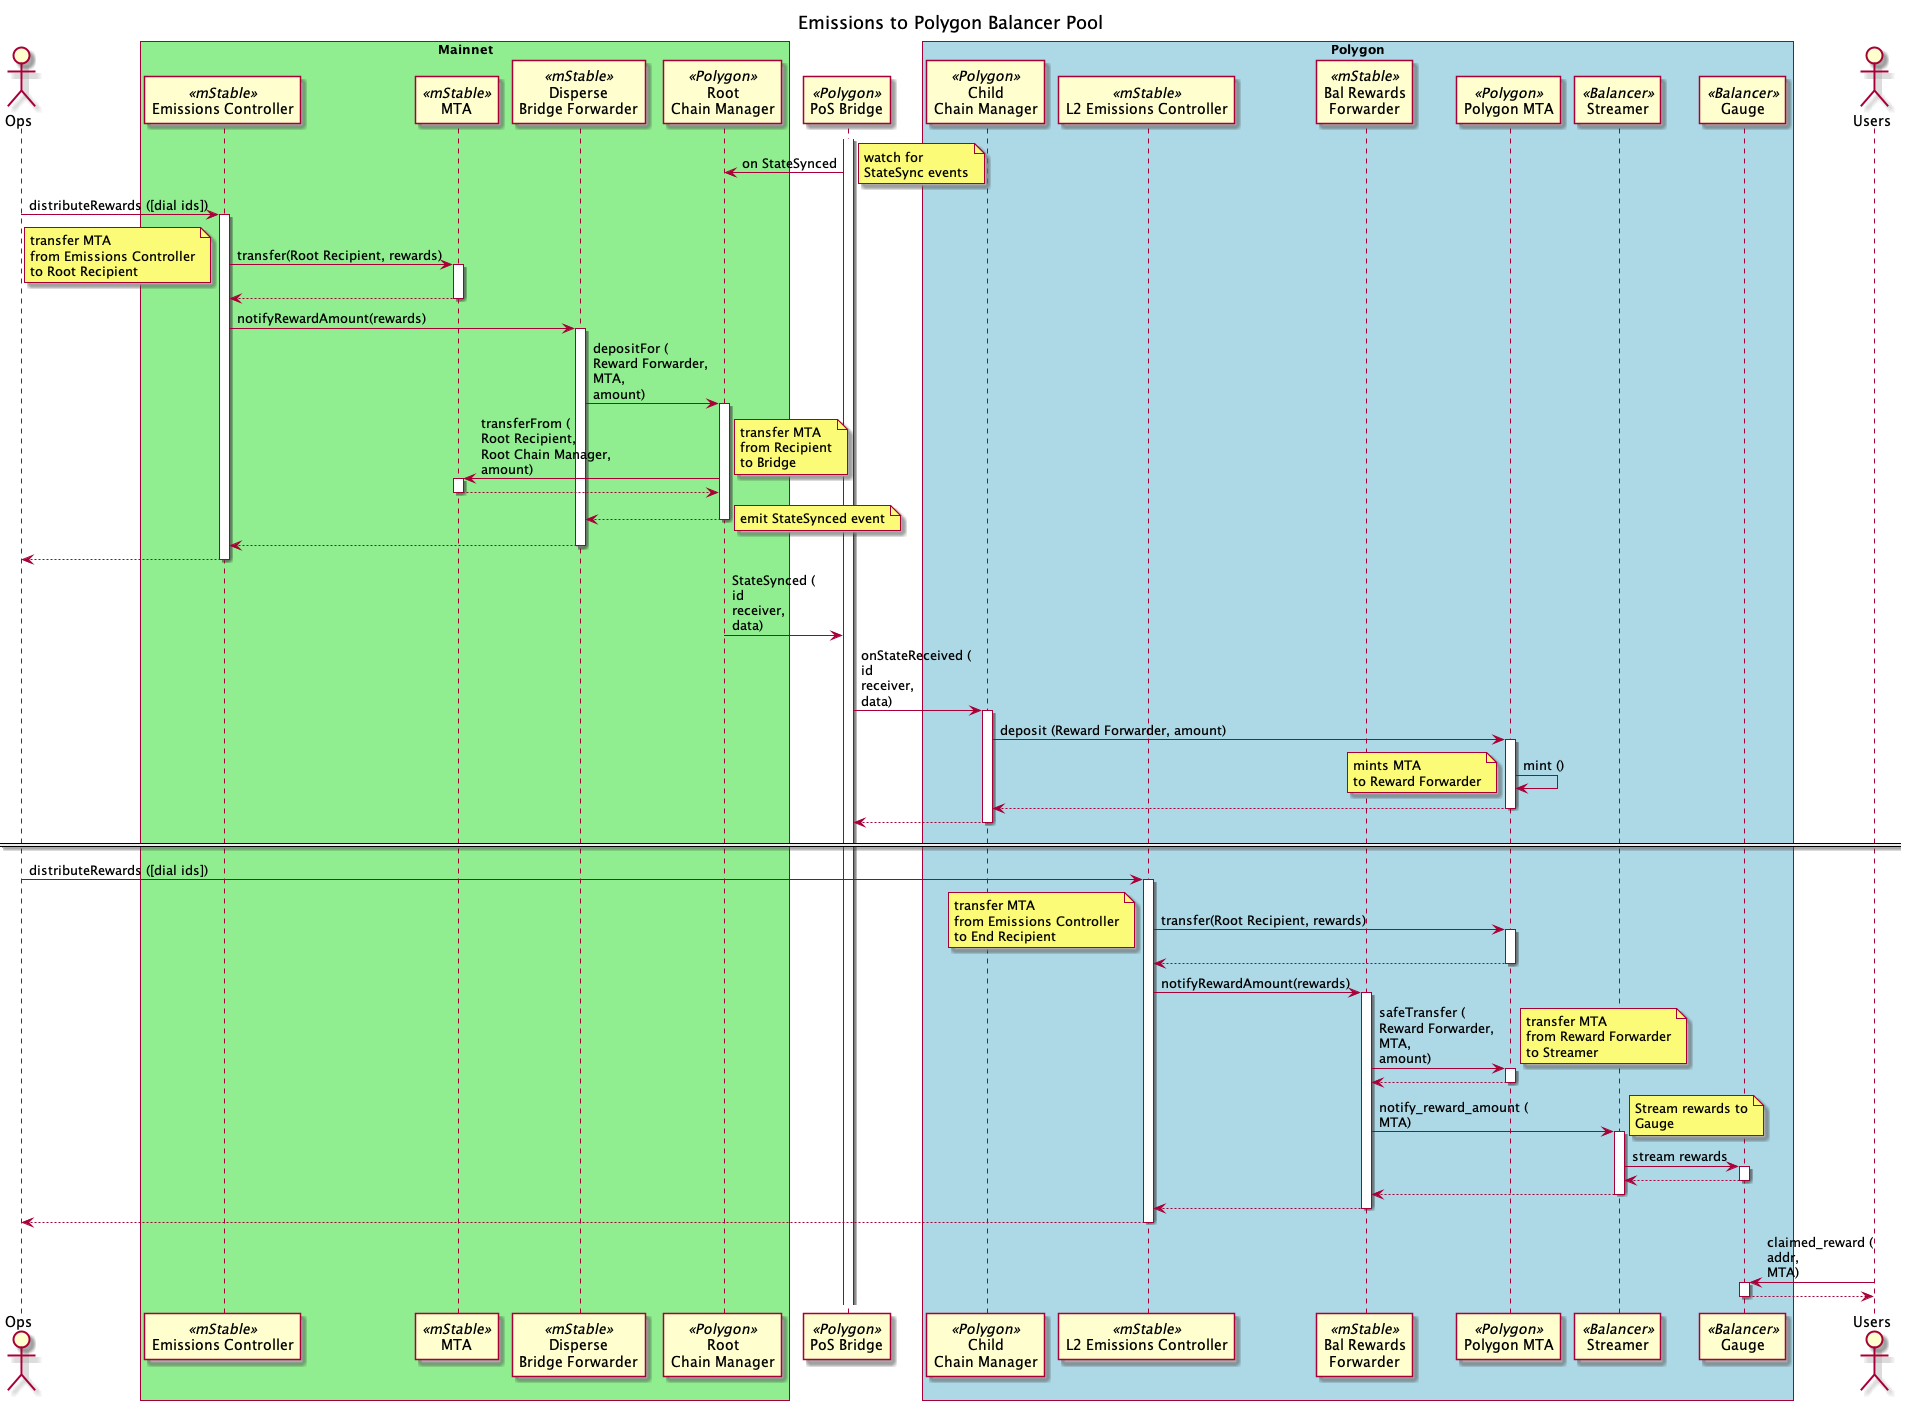 Emissions to Polygon Balancer Pool
Mainnet
Polygon
Ops
«mStable»
Emissions Controller
«mStable»
MTA
«mStable»
Disperse
Bridge Forwarder
«Polygon»
Root
Chain Manager
«Polygon»
PoS Bridge
«Polygon»
Child
Chain Manager
«mStable»
L2 Emissions Controller
«mStable»
Bal Rewards
Forwarder
«Polygon»
Polygon MTA
«Balancer»
Streamer
«Balancer»
Gauge
Users
on StateSynced
watch for
StateSync events
distributeRewards ([dial ids])
transfer MTA
from Emissions Controller
to Root Recipient
transfer(Root Recipient, rewards)
notifyRewardAmount(rewards)
depositFor (
Reward Forwarder,
MTA,
amount)
transferFrom (
Root Recipient,
Root Chain Manager,
amount)
transfer MTA
from Recipient
to Bridge
emit StateSynced event
StateSynced (
id
receiver,
data)
onStateReceived (
id
receiver,
data)
deposit (Reward Forwarder, amount)
mints MTA
to Reward Forwarder
mint ()
distributeRewards ([dial ids])
transfer MTA
from Emissions Controller
to End Recipient
transfer(Root Recipient, rewards)
notifyRewardAmount(rewards)
safeTransfer (
Reward Forwarder,
MTA,
amount)
transfer MTA
from Reward Forwarder
to Streamer
notify_reward_amount (
MTA)
Stream rewards to
Gauge
stream rewards
claimed_reward (
addr,
MTA)
Ops
«mStable»
Emissions Controller
«mStable»
MTA
«mStable»
Disperse
Bridge Forwarder
«Polygon»
Root
Chain Manager
«Polygon»
PoS Bridge
«Polygon»
Child
Chain Manager
«mStable»
L2 Emissions Controller
«mStable»
Bal Rewards
Forwarder
«Polygon»
Polygon MTA
«Balancer»
Streamer
«Balancer»
Gauge
Users